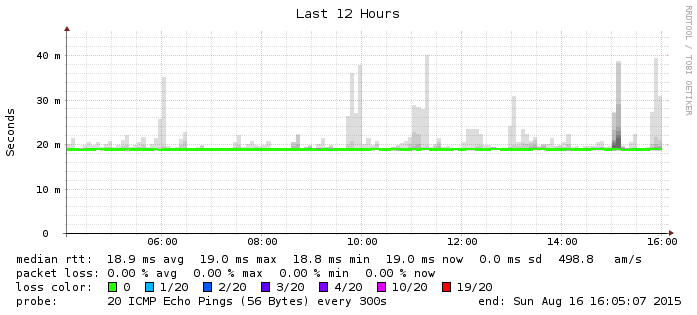 Last 12 Hours
RRDTOOL / TOBI OETIKER
Seconds
40 m
30 m
20 m
10 m
0
06:00 08:00 10:00 12:00 14:00 16:00
median rtt: 18.9 ms avg 19.0 ms max 18.8 ms min 19.0 ms now 0.0 ms sd 498.8 am/s
packet loss: 0.00 % avg 0.00 % max 0.00 % min 0.00 % now
loss color: 0 1/20 2/20 3/20 4/20 10/20 19/20
probe: 20 ICMP Echo Pings (56 Bytes) every 300s end: Sun Aug 16 16:05:07 2015